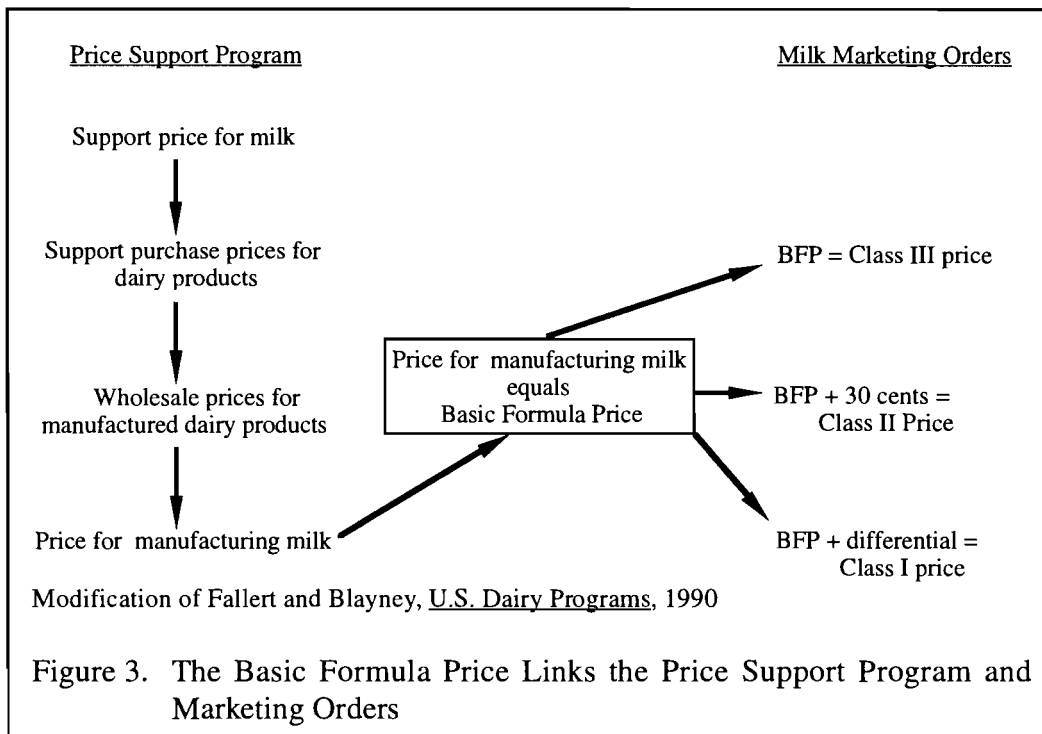 Price Support Program
Milk Marketing Orders
Support price for milk
Support purchase prices for
dairy products
Wholesale prices for
manufactured dairy products
Price for manufacturing milk
Price for manufacturing milk
equals
Basic Formula Price
BFP = Class III price
BFP + 30 cents =
Class II Price
BFP + differential =
Class I price
Modification of Fallert and Blayney, U.S. Dairy Programs, 1990
Figure 3. The Basic Formula Price Links the Price Support Program and
Marketing Orders